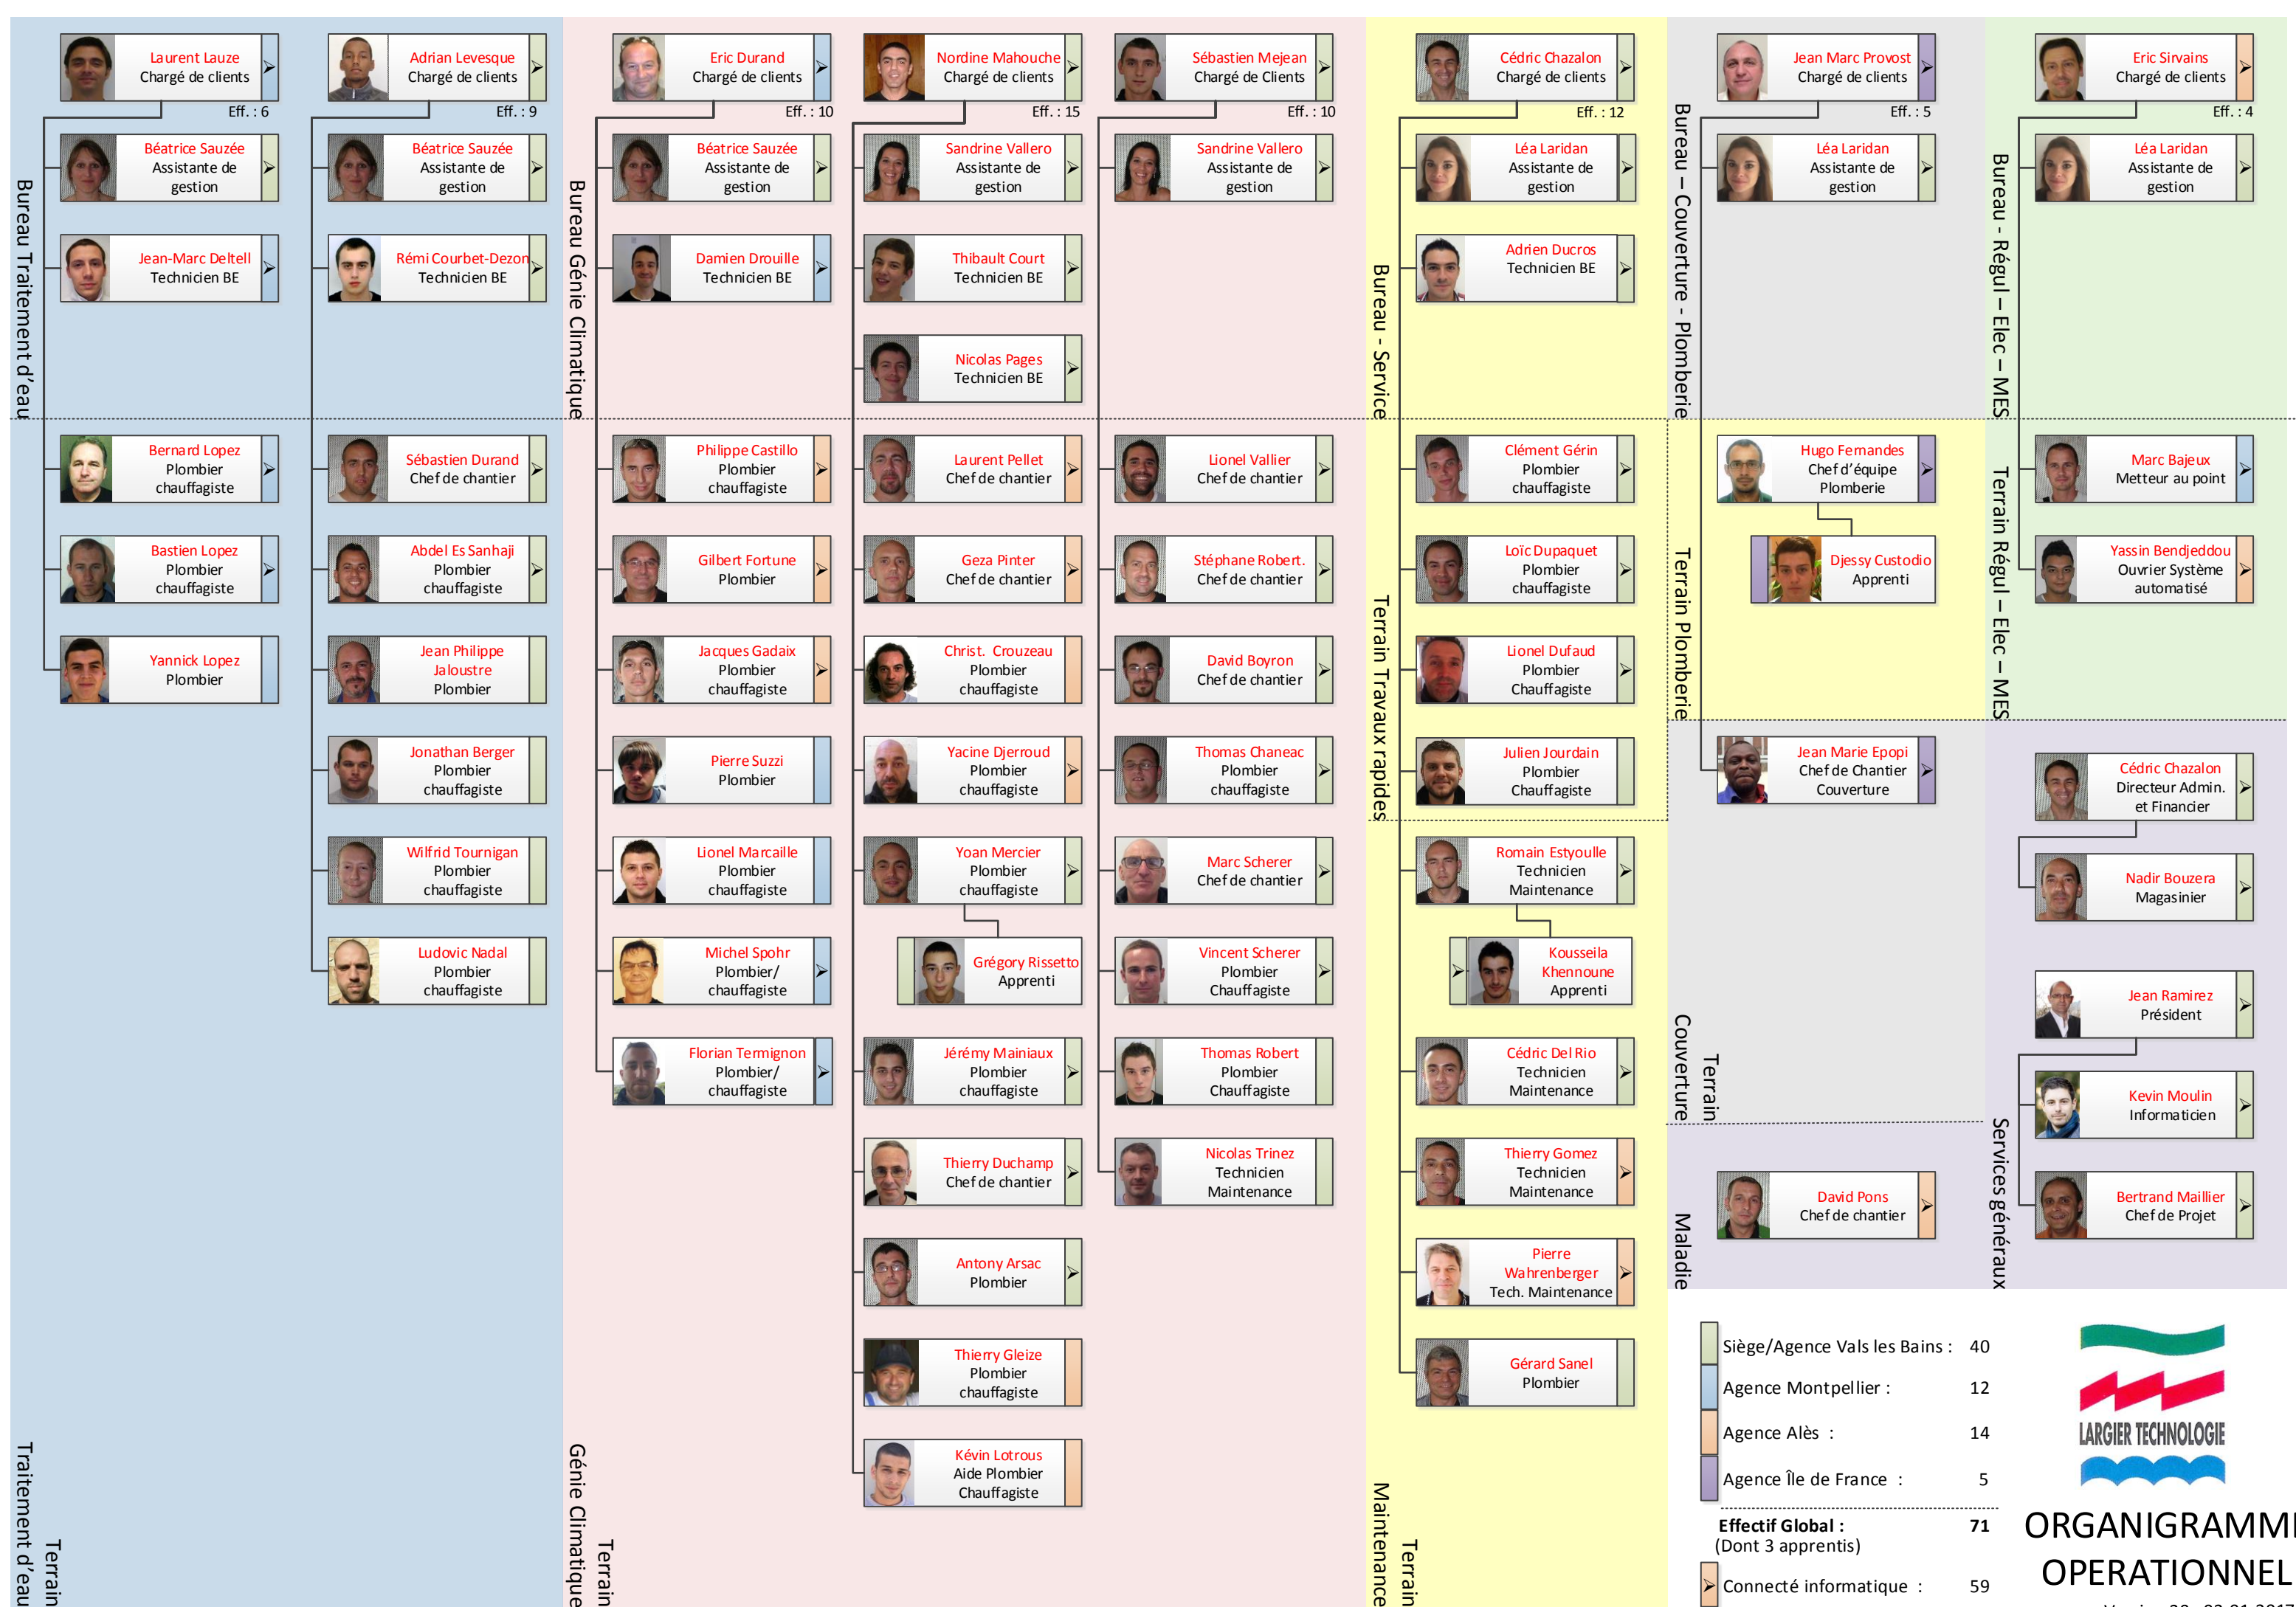 Bureau Traitement d'eau
Laurent Lauze
Chargé de clients
Eff. : 6
Béatrice Sauzée
Assistante de
gestion
Jean-Marc Deltell
Technicien BE
Bernard Lopez
Plombier
chauffagiste
Bastien Lopez
Plombier
chauffagiste
Yannick Lopez
Plombier
Adrian Levesque
Chargé de clients
Eff. : 9
Béatrice Sauzée
Assistante de
gestion
Rémi Courbet-Dezon
Technicien BE
Sébastien Durand
Chef de chantier
Abdel Es Sanhaji
Plombier
chauffagiste
Jean Philippe
Jaloustre
Plombier
Jonathan Berger
Plombier
chauffagiste
Wilfrid Tournigan
Plombier
chauffagiste
Ludovic Nadal
Plombier
chauffagiste
Terrain
Traitement d'eau
Bureau Génie Climatique
Eric Durand
Chargé de clients
Eff. : 10
Béatrice Sauzée
Assistante de
gestion
Damien Drouille
Technicien BE
Philippe Castillo
Plombier
chauffagiste
Gilbert Fortune
Plombier
Jacques Gadaix
Plombier
chauffagiste
Pierre Suzzi
Plombier
Lionel Marcaille
Plombier
chauffagiste
Michel Spohr
Plombier/
chauffagiste
Florian Termignon
Plombier/
chauffagiste
Nordine Mahouche
Chargé de clients
Eff. : 15
Sandrine Vallero
Assistante de
gestion
Thibault Court
Technicien BE
Nicolas Pages
Technicien BE
Laurent Pellet
Chef de chantier
Geza Pinter
Chef de chantier
Christ. Crouzeau
Plombier
chauffagiste
Yacine Djerroud
Plombier
chauffagiste
Yoan Mercier
Plombier
chauffagiste
Grégory Rissetto
Apprenti
Jérémy Mainiaux
Plombier
chauffagiste
Thierry Duchamp
Chef de chantier
Antony Arsac
Plombier
Thierry Gleize
Plombier
chauffagiste
Kévin Lotrous
Aide Plombier
Chauffagiste
Sébastien Mejean
Chargé de Clients
Eff. : 10
Sandrine Vallero
Assistante de
gestion
Lionel Vallier
Chef de chantier
Stéphane Robert.
Chef de chantier
David Boyron
Chef de chantier
Thomas Chaneac
Plombier
chauffagiste
Marc Scherer
Chef de chantier
Vincent Scherer
Plombier
Chauffagiste
Thomas Robert
Plombier
Chauffagiste
Nicolas Trinez
Technicien
Maintenance
Terrain
Génie Climatique
Bureau - Service
Cédric Chazalon
Chargé de clients
Eff. : 12
Léa Laridan
Assistante de
gestion
Adrien Ducros
Technicien BE
Terrain Travaux rapides
Clément Gérin
Plombier
chauffagiste
Loïc Dupaquet
Plombier
chauffagiste
Lionel Dufaud
Plombier
Chauffagiste
Julien Jourdain
Plombier
Chauffagiste
Romain Estyoulle
Technicien
Maintenance
Kousseila
Khennoune
Apprenti
Cédric Del Rio
Technicien
Maintenance
Thierry Gomez
Technicien
Maintenance
Pierre
Wahrenberger
Tech. Maintenance
Gérard Sanel
Plombier
Terrain
Maintenance
Bureau – Couverture - Plomberie
Jean Marc Provost
Chargé de clients
Eff. : 5
Léa Laridan
Assistante de
gestion
Terrain Plomberie
Hugo Fernandes
Chef d'équipe
Plomberie
Djessy Custodio
Apprenti
Jean Marie Epopi
Chef de Chantier
Couverture
Terrain
Couverture
Maladie
David Pons
Chef de chantier
Bureau - Régul – Elec – MES
Eric Sirvains
Chargé de clients
Eff. : 4
Léa Laridan
Assistante de
gestion
Terrain Régul – Elec – MES
Marc Bajeux
Metteur au point
Yassin Bendjeddou
Ouvrier Système
automatisé
Services généraux
Cédric Chazalon
Directeur Admin.
et Financier
Nadir Bouzera
Magasinier
Jean Ramirez
Président
Kevin Moulin
Informaticien
Bertrand Maillier
Chef de Projet
Siège/Agence Vals les Bains : 40
Agence Montpellier : 12
Agence Alès : 14
Agence Île de France : 5
Effectif Global : 71
(Dont 3 apprentis)
Connecté informatique : 59
LARGIER TECHNOLOGIE
ORGANIGRAMME
OPERATIONNEL